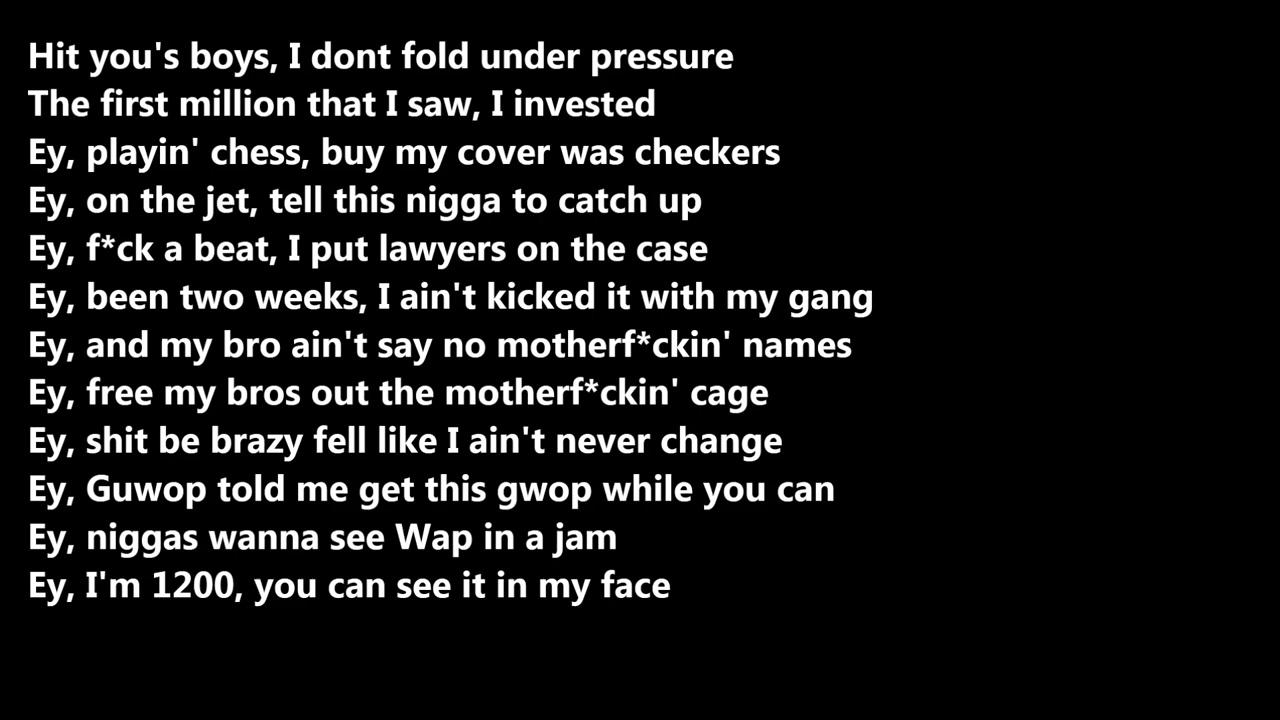 Hit you's boys, I dont fold under pressure
The first million that I saw, I invested
Ey, playin' chess, buy my cover was checkers
Ey, on the jet, tell this nigga to catch up
Ey, f*ck a beat, I put lawyers on the case
Ey, been two weeks, I ain't kicked it with my gang
Ey, and my bro ain't say no motherf*ckin' names
Ey, free my bros out the motherf*ckin' cage
Ey, shit be brazy fell like I ain't never change
Ey, Guwop told me get this gwop while you can
Ey, niggas wanna see Wap in a jam
Ey, I'm 1200, you can see it in my face